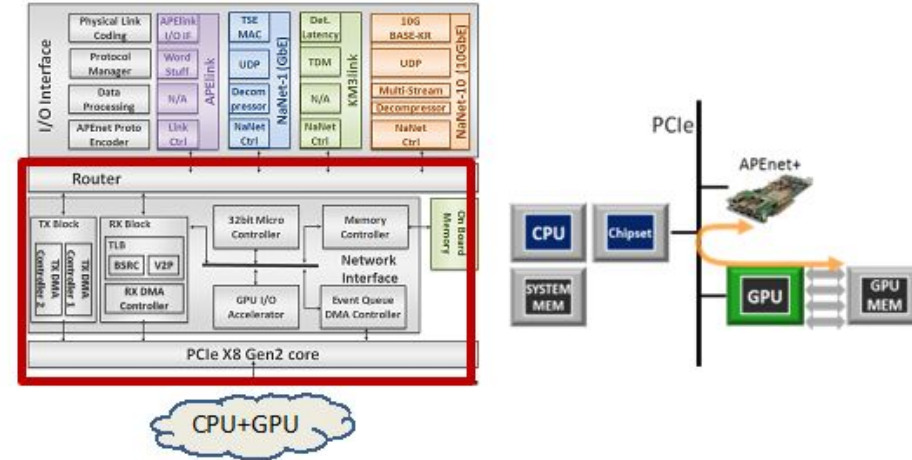 I/O Interface
Physical Link
Coding
Protocol
Manager
Data
Processing
APEnet Proto
Encoder
APElink
I/O IF
Word
Stuff
N/A
Link
Ctrl
APElink
TSE
MAC
UDP
Decom
pressor
NaNet
Ctrl
NaNet-1 (GbE)
Det.
Latency
TDM
N/A
NaNet
Ctrl
KM3link
10G
BASE-KR
UDP
Multi-Stream
Decompressor
NaNet
Ctrl
NaNet-10 (10GbE)
Router
TX Block
TX DMA
Controller 2
TX DMA
Controller 1
RX Block
TLB
BSRC
V2P
RX DMA
Controller
32bit Micro
Controller
Memory
Controller
On Board
Memory
Network
Interface
GPU I/O
Accelerator
Event Queue
DMA Controller
PCIe X8 Gen2 core
CPU+GPU
PCIe
APEnet+
CPU
Chipset
SYSTEM
MEM
GPU
GPU
MEM